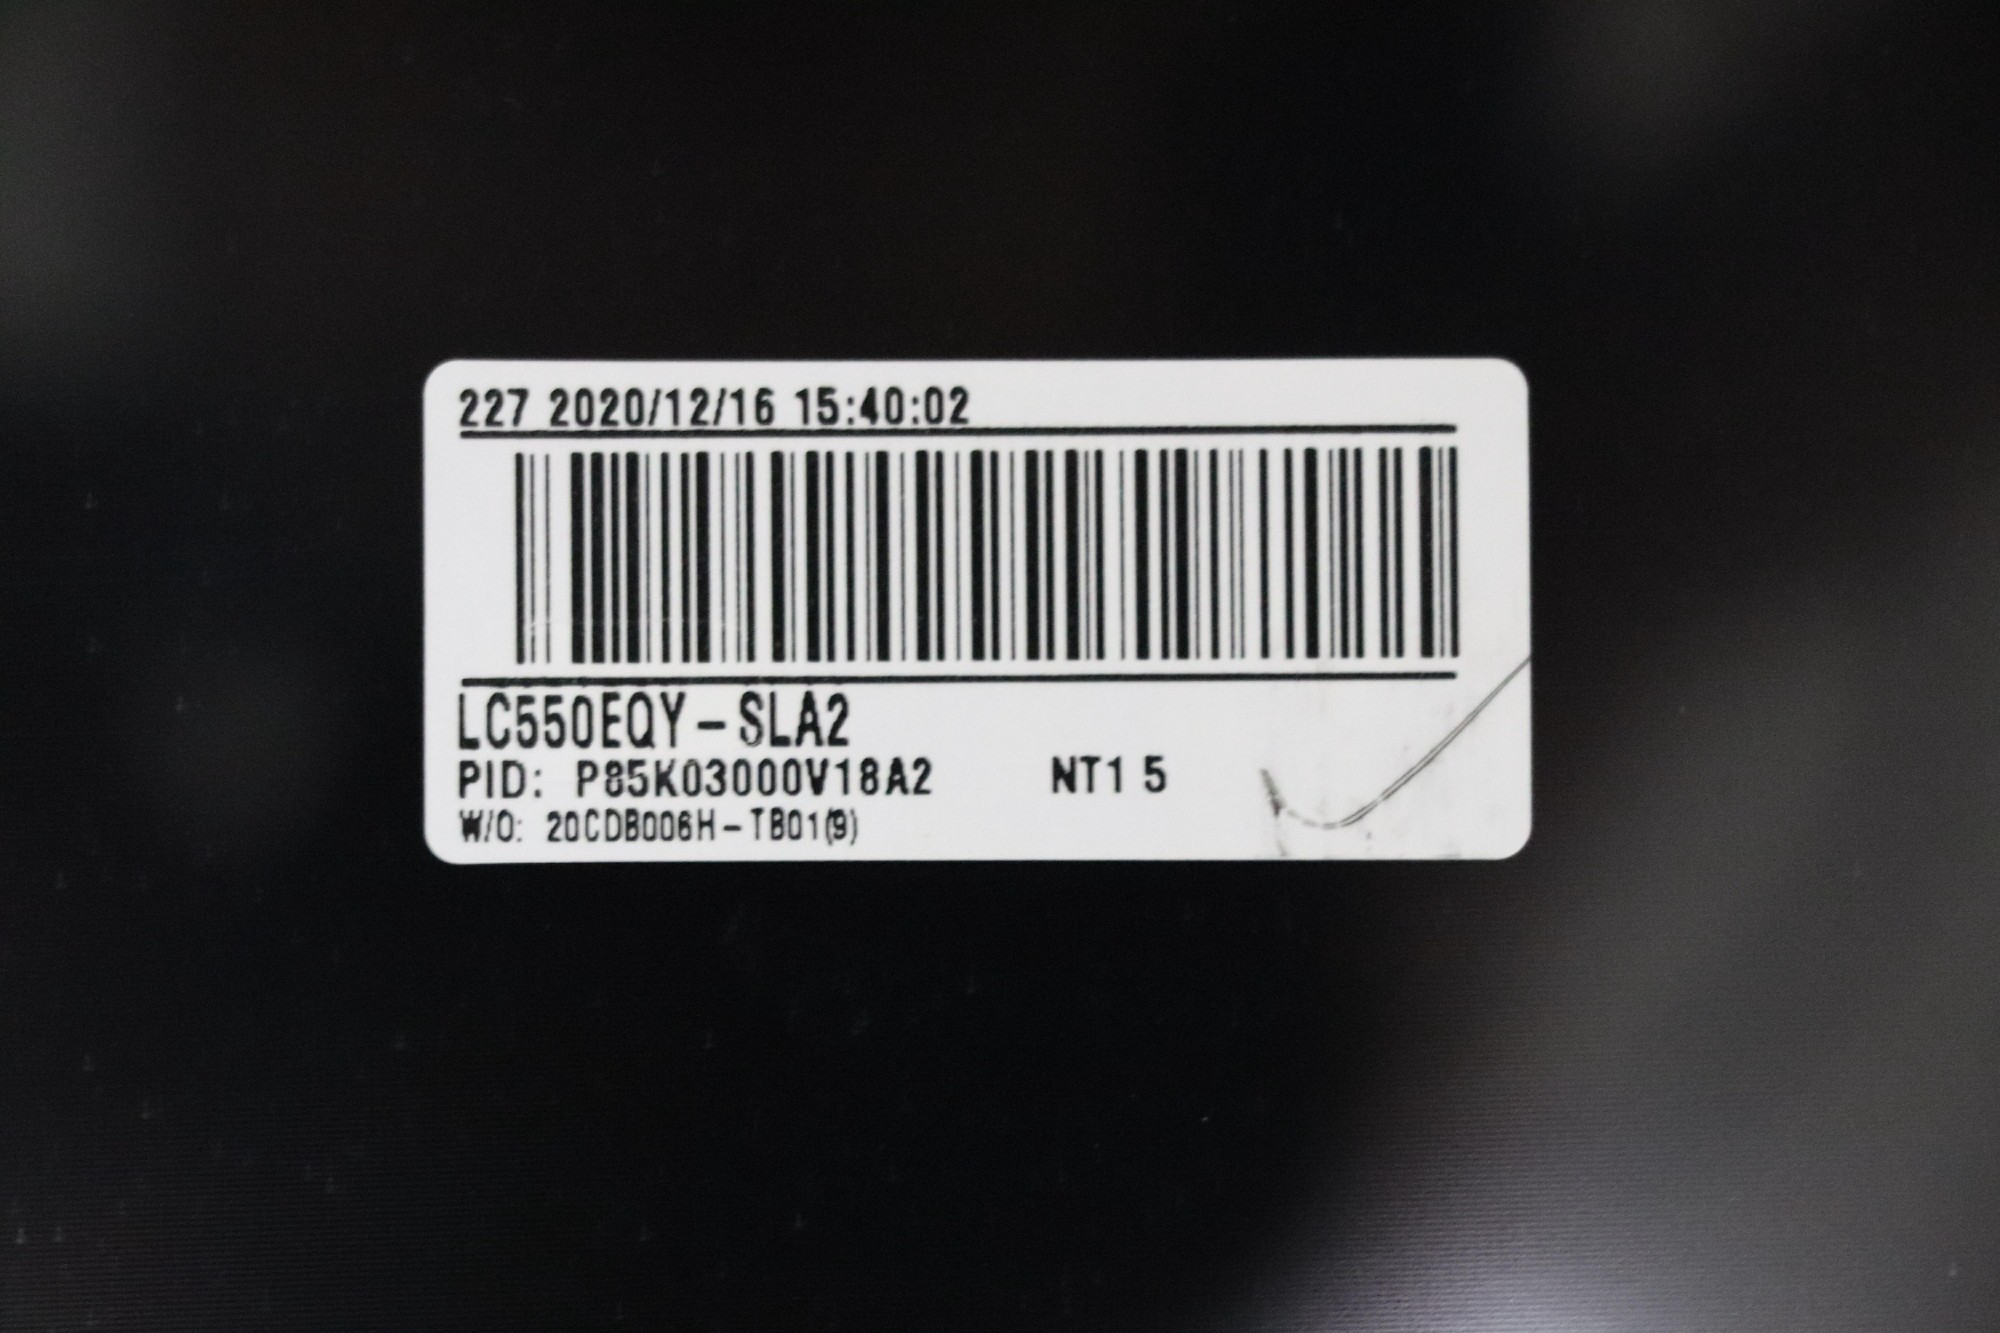 227 2020/12/16 15:40:02
LC550EQY-SLA2
PID: P85K03000V18A2 NT1 5
W/O: 20CDB006H-TB01(9)